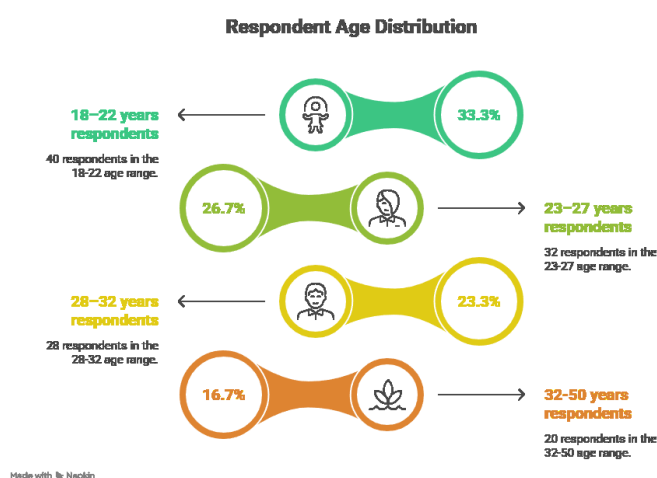 Respondent Age Distribution
18–22 years
respondents
40 respondents in the
18-22 age range.
33.3%
26.7%
23–27 years
respondents
32 respondents in the
23-27 age range.
28–32 years
respondents
28 respondents in the
28-32 age range.
23.3%
16.7%
32-50 years
respondents
20 respondents in the
32-50 age range.
Made with Napkin